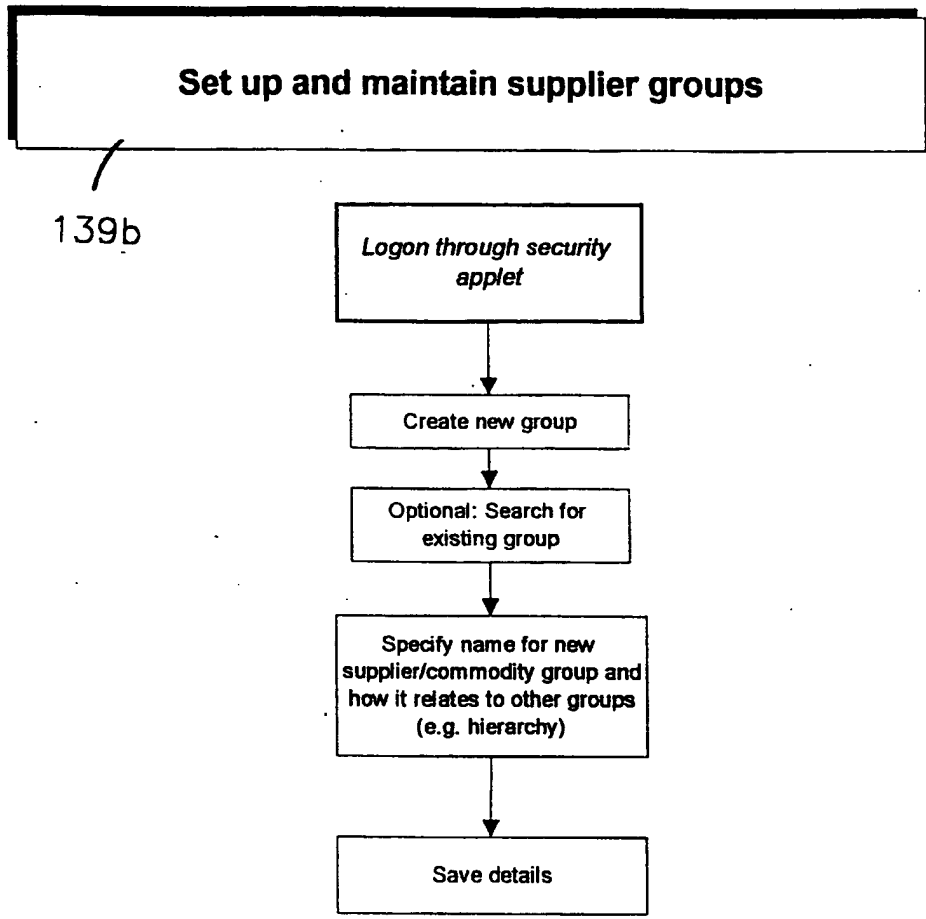 Set up and maintain supplier groups
139b
Logon through security
applet
Create new group
Optional: Search for
existing group
Specify name for new
supplier/commodity group and
how it relates to other groups
(e.g. hierarchy)
Save details